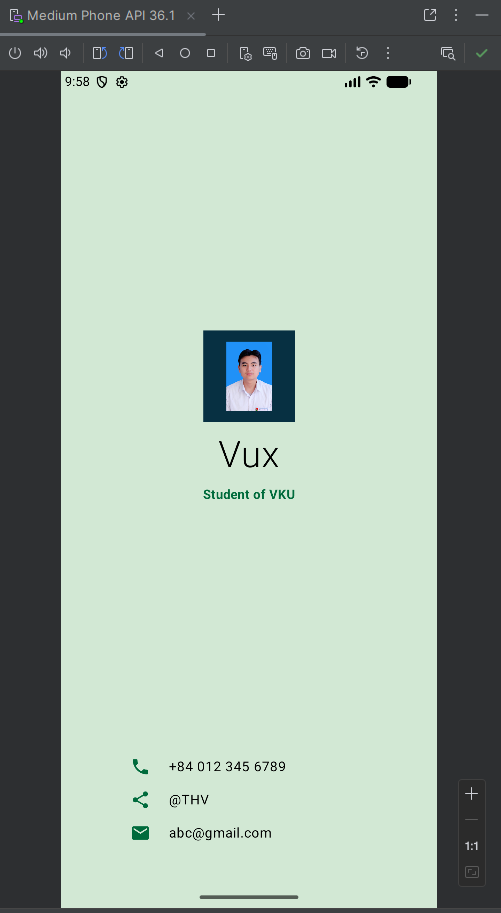 Medium Phone API 36.1
9:58
Vux
Student of VKU
+84 012 345 6789
@THV
abc@gmail.com
1:1